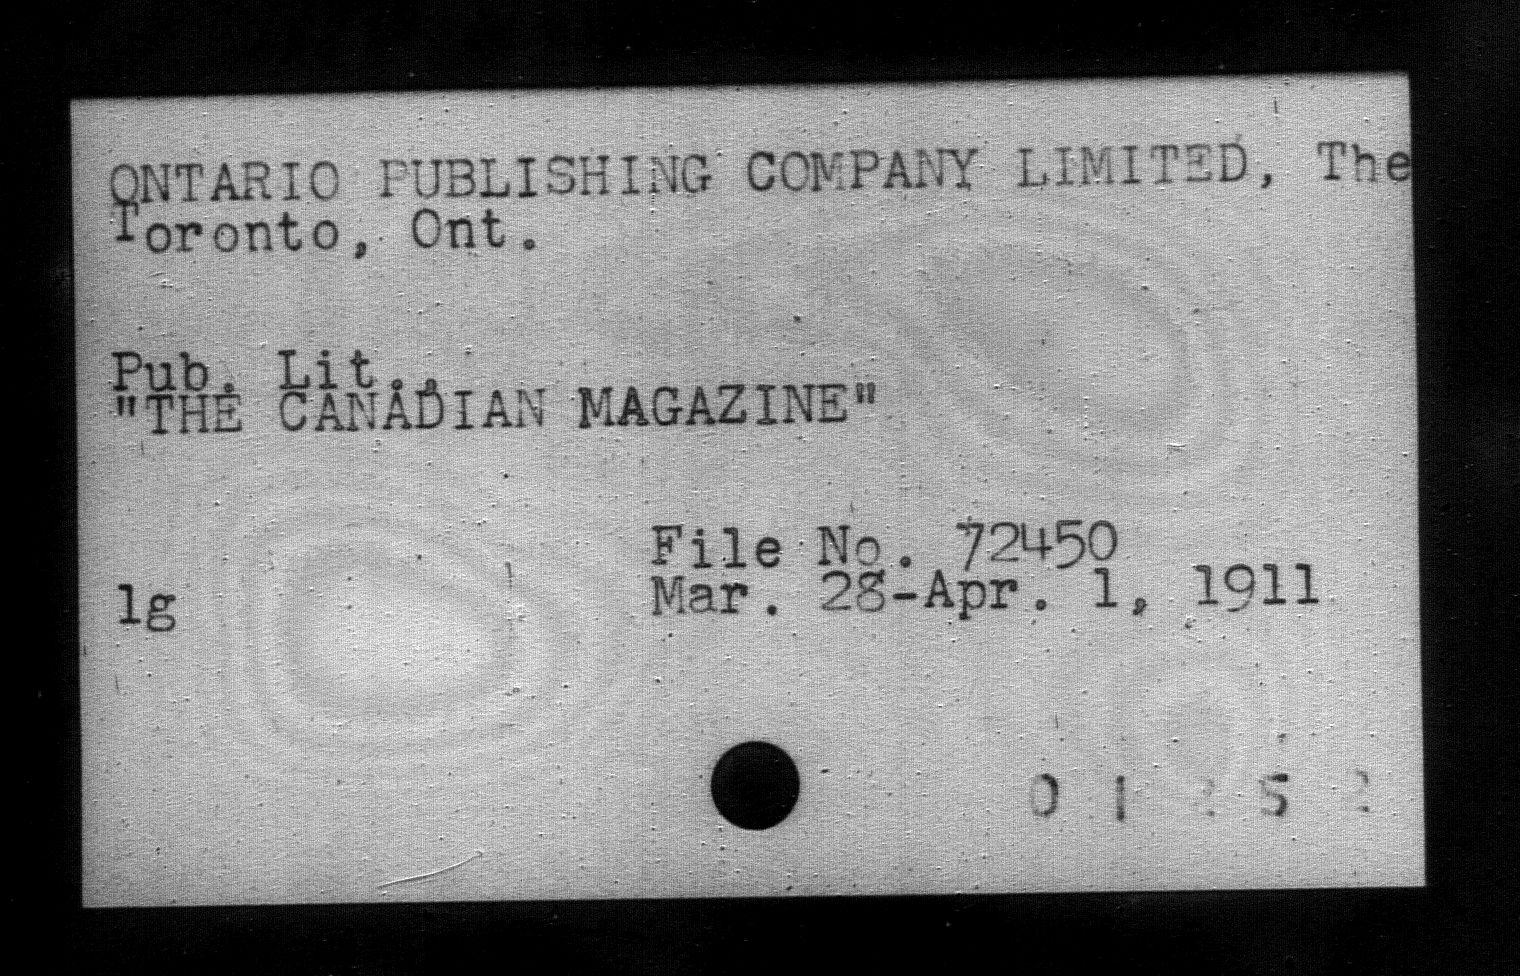 ONTARIO PUBLISHING COMPANY LIMITED, The
Toronto, Ont.
Pub. Lit..
"THE CANADIAN MAGAZINE"
File No. 72450
lg
Mar. 28-Apr. 1, 1911